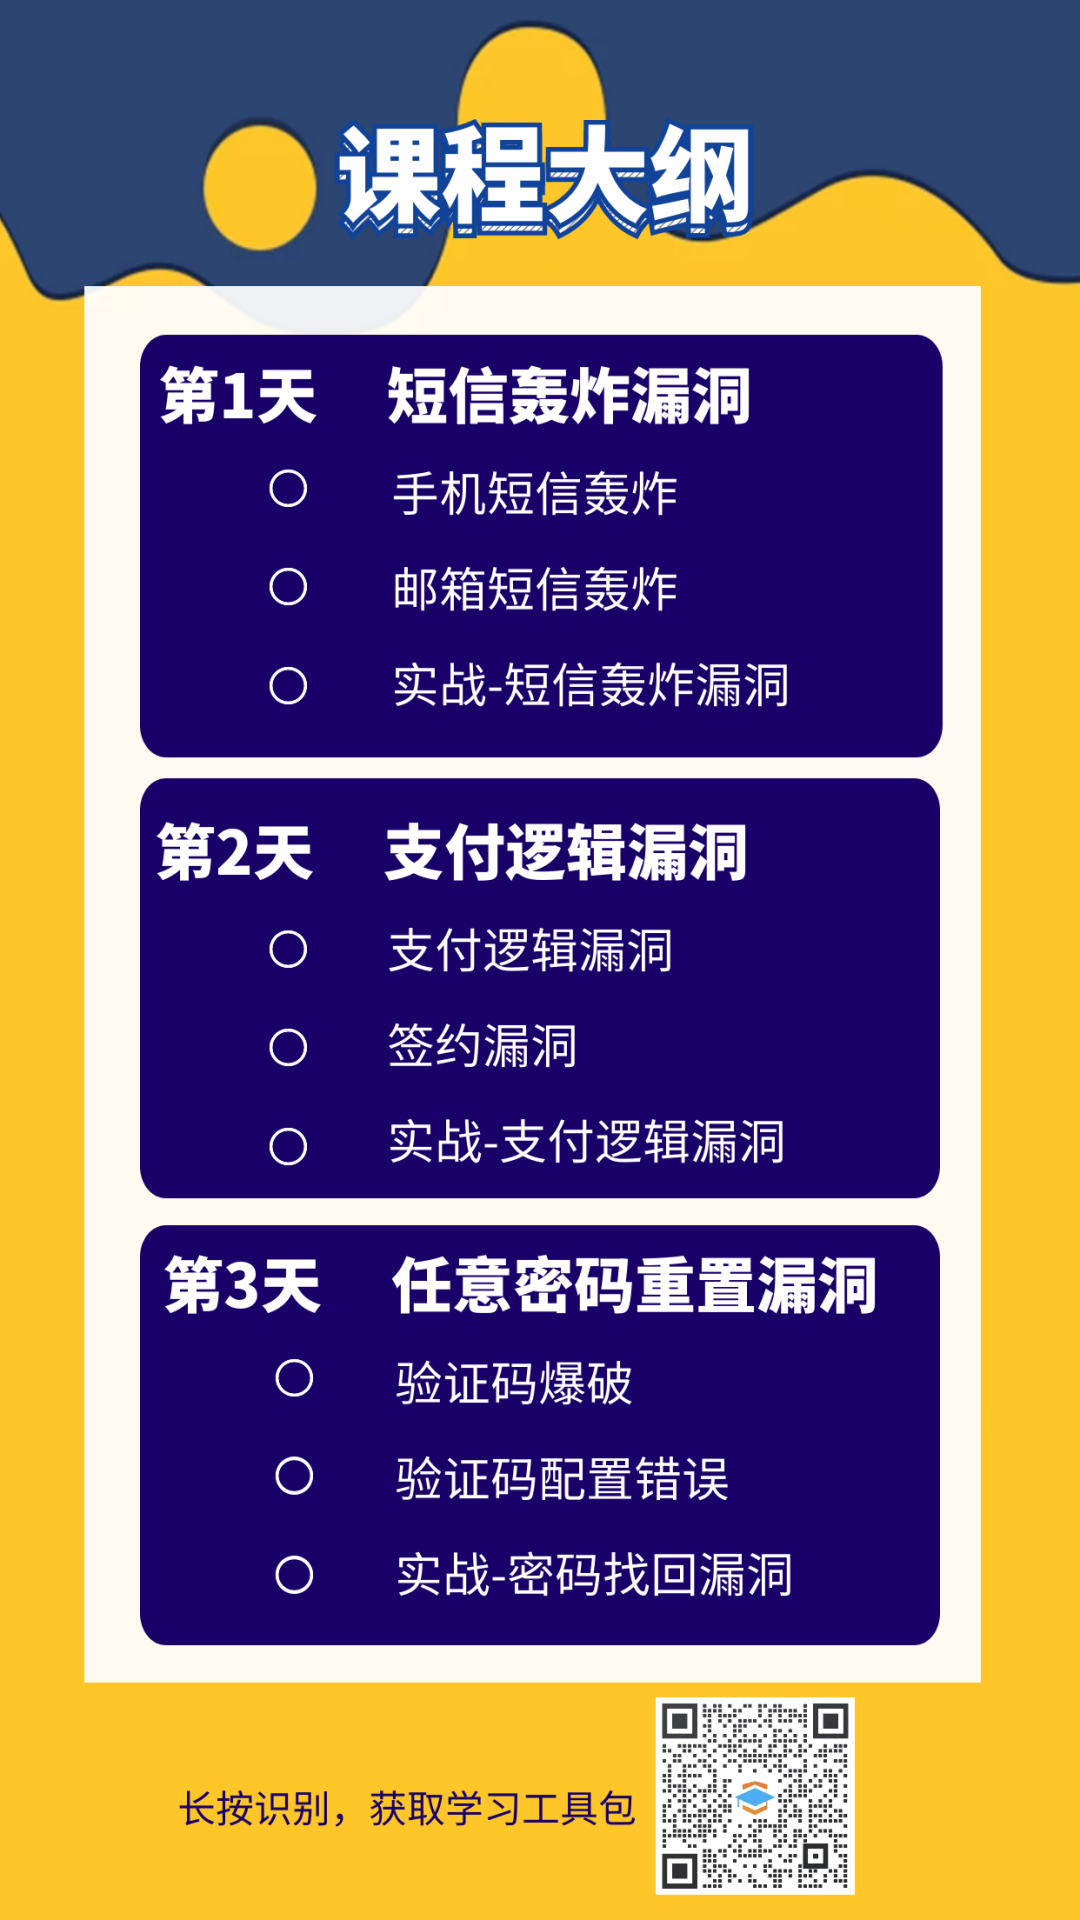 课程大纲
第1天 短信轰炸漏洞
手机短信轰炸
邮箱短信轰炸
实战-短信轰炸漏洞
第2天 支付逻辑漏洞
支付逻辑漏洞
签约漏洞
实战-支付逻辑漏洞
第3天 任意密码重置漏洞
验证码爆破
验证码配置错误
实战-密码找回漏洞
长按识别，获取学习工具包